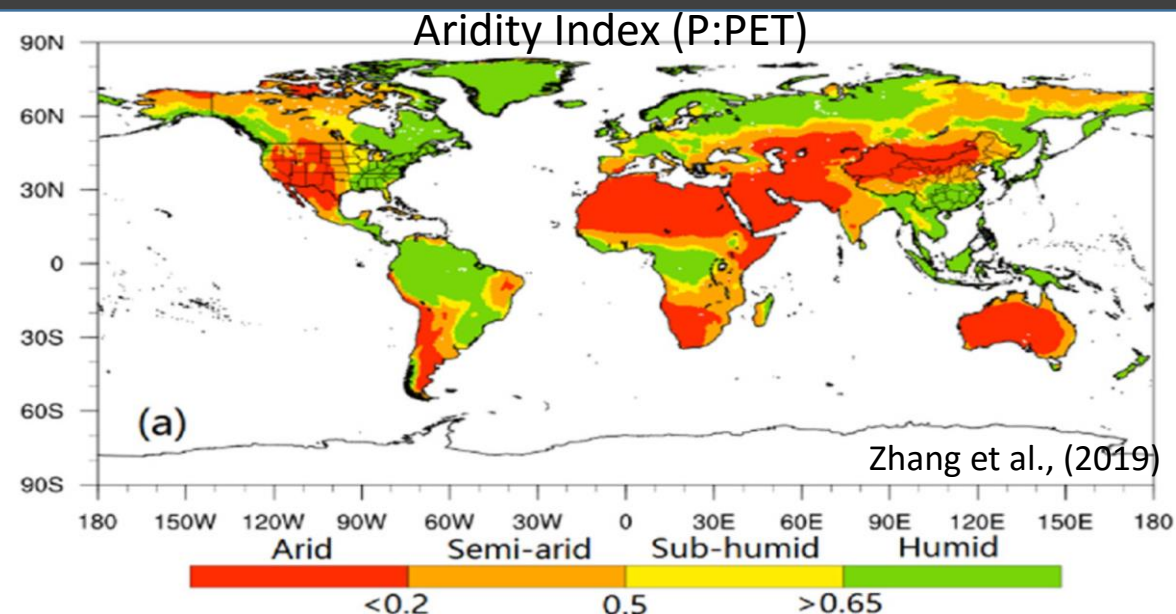 Aridity Index (P:PET)
90N
60N
30N
0
30S
60S
90S
(a)
Zhang et al., (2019)
180 150W 120W 90W 60W 30W 0 30E 60E 90E 120E 150E 180
Arid Semi-arid Sub-humid Humid
<0.2 0.5 >0.65